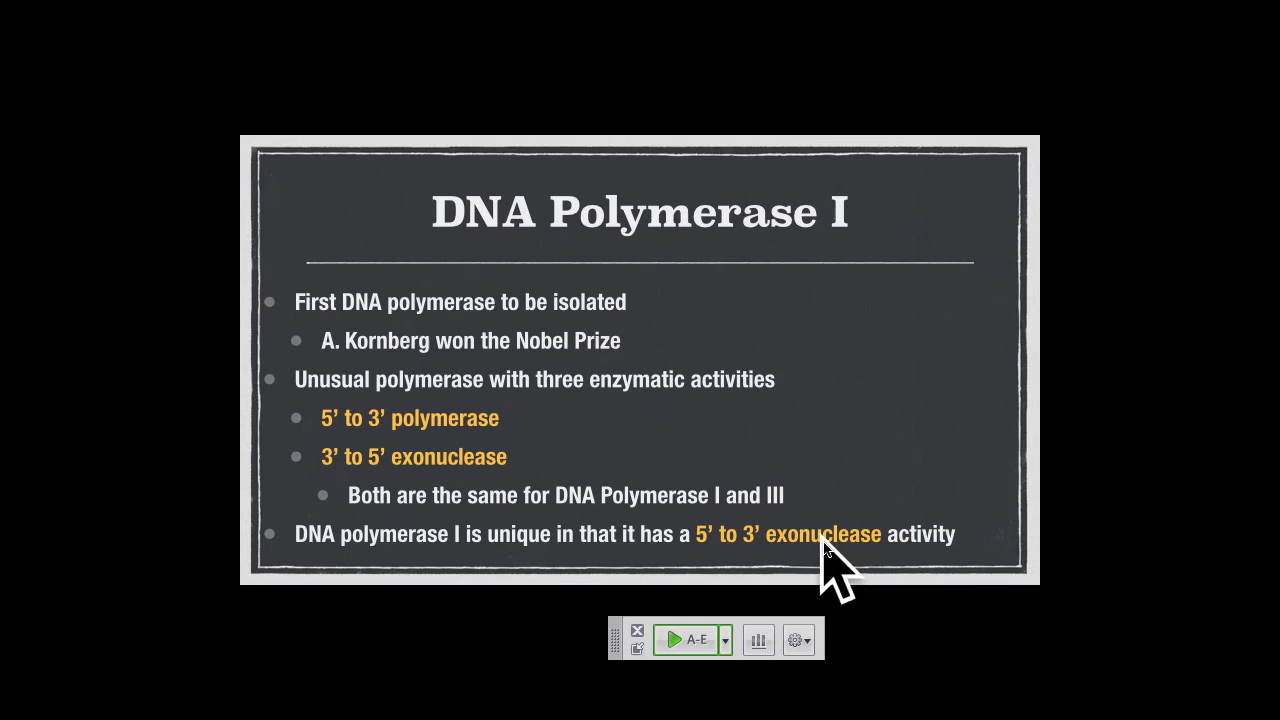 DNA Polymerase I
First DNA polymerase to be isolated
A. Kornberg won the Nobel Prize
Unusual polymerase with three enzymatic activities
5’ to 3’ polymerase
3’ to 5’ exonuclease
Both are the same for DNA Polymerase I and III
DNA polymerase I is unique in that it has a 5’ to 3’ exonuclease activity
A-E